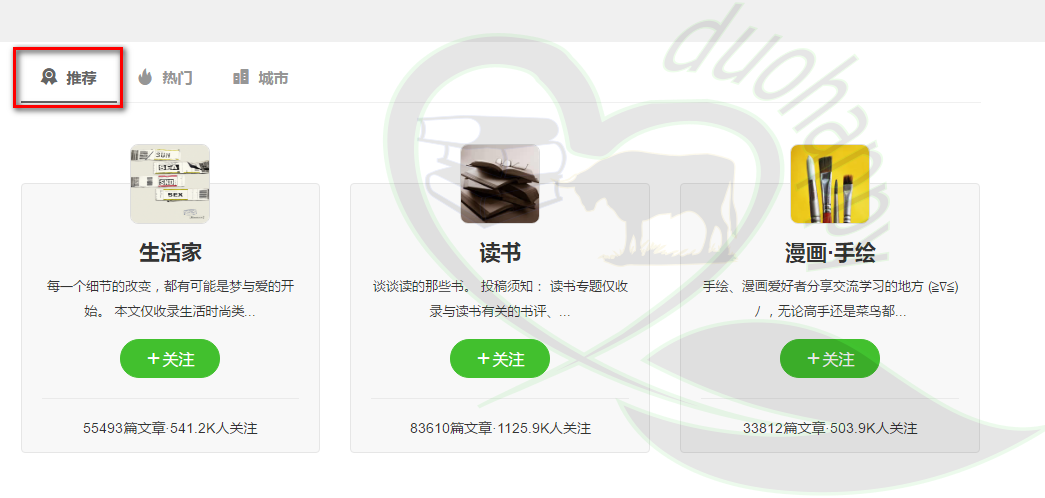 推荐
热门
城市
duohappy
SUN
SEA
SEX
生活家
每一个细节的改变，都有可能是梦与爱的开
始。 本文仅收录生活时尚类...
+关注
55493篇文章·541.2K人关注
读书
谈谈读的那些书。 投稿须知： 读书专题仅收
录与读书有关的书评、...
+关注
83610篇文章·1125.9K人关注
漫画·手绘
手绘、漫画爱好者分享交流学习的地方 (≧∇≦)
/ ，无论高手还是菜鸟都...
+关注
33812篇文章·503.9K人关注